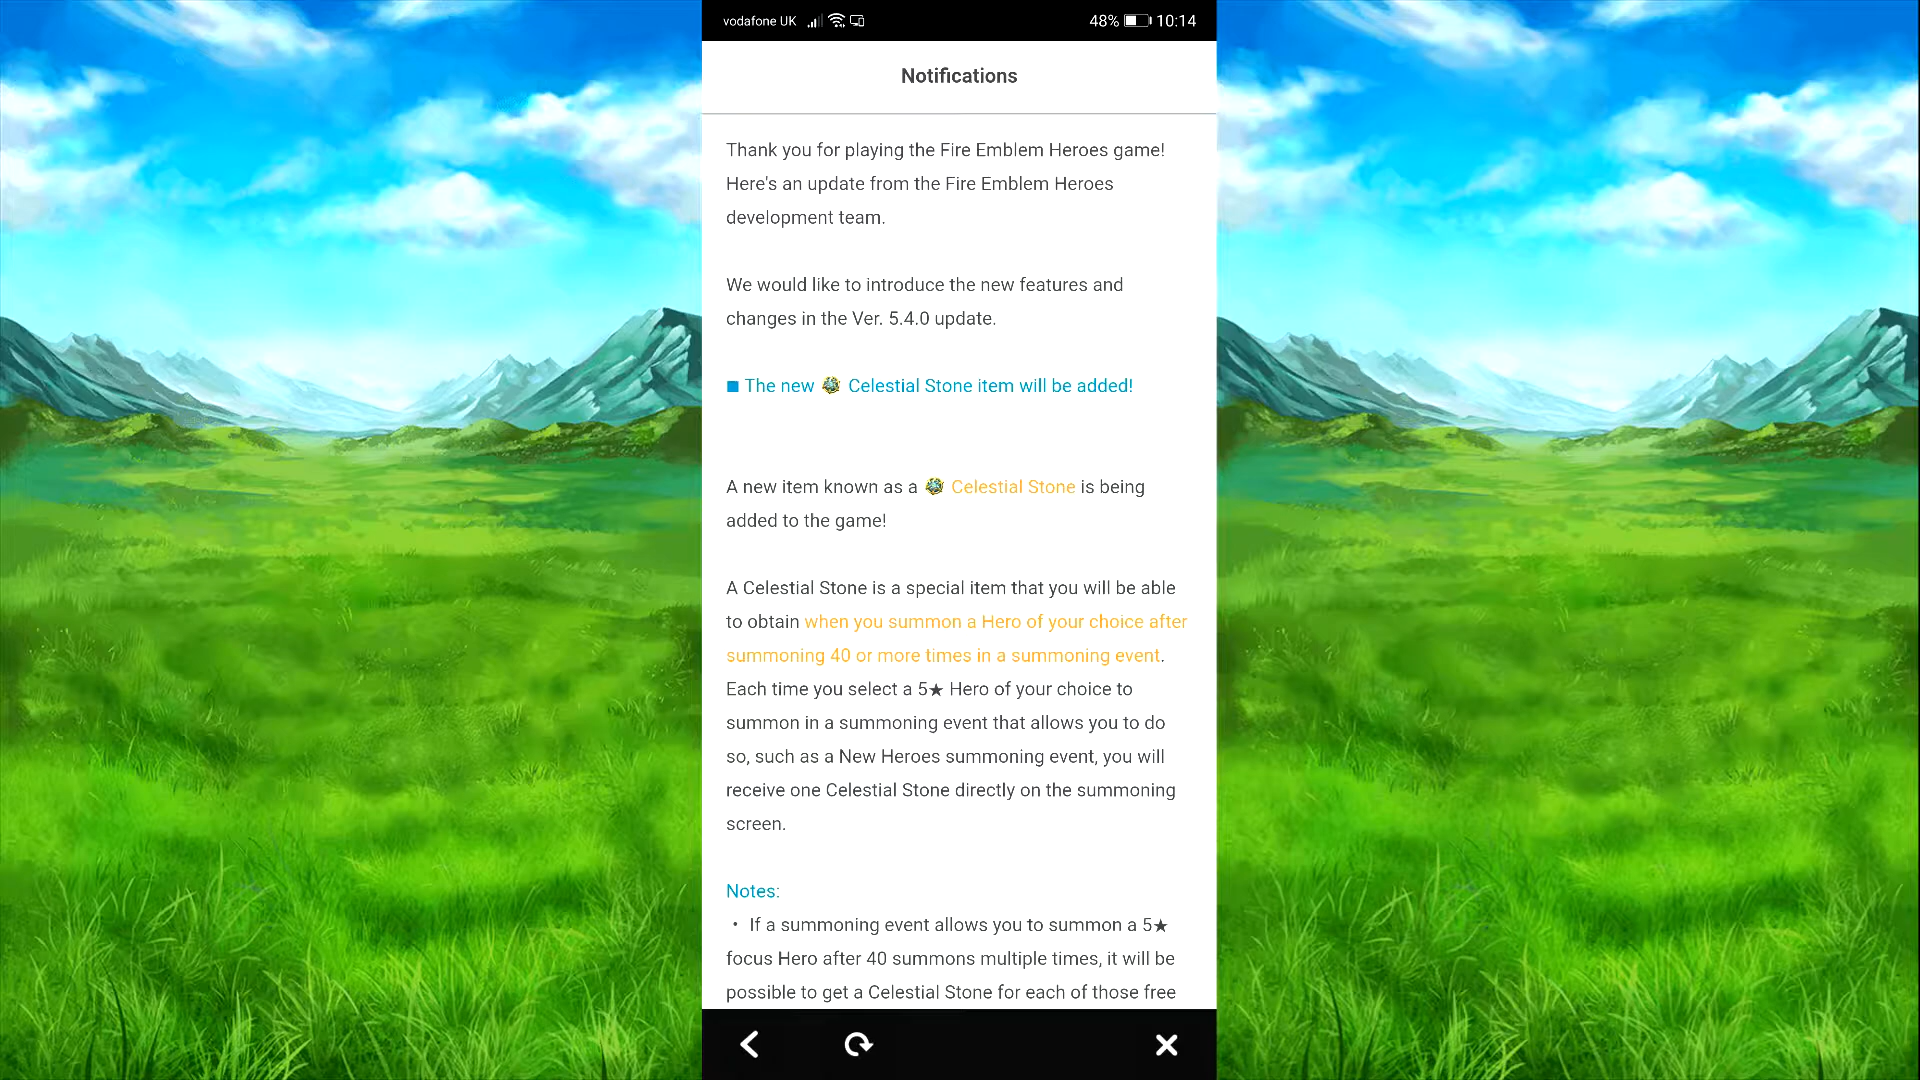 vodafone UK
48% 10:14
Notifications
Thank you for playing the Fire Emblem Heroes game!
Here's an update from the Fire Emblem Heroes
development team.
We would like to introduce the new features and
changes in the Ver. 5.4.0 update.
■ The new Celestial Stone item will be added!
A new item known as a Celestial Stone is being
added to the game!
A Celestial Stone is a special item that you will be able
to obtain when you summon a Hero of your choice after
summoning 40 or more times in a summoning event.
Each time you select a 5★ Hero of your choice to
summon in a summoning event that allows you to do
so, such as a New Heroes summoning event, you will
receive one Celestial Stone directly on the summoning
screen.
Notes:
・ If a summoning event allows you to summon a 5★
focus Hero after 40 summons multiple times, it will be
possible to get a Celestial Stone for each of those free